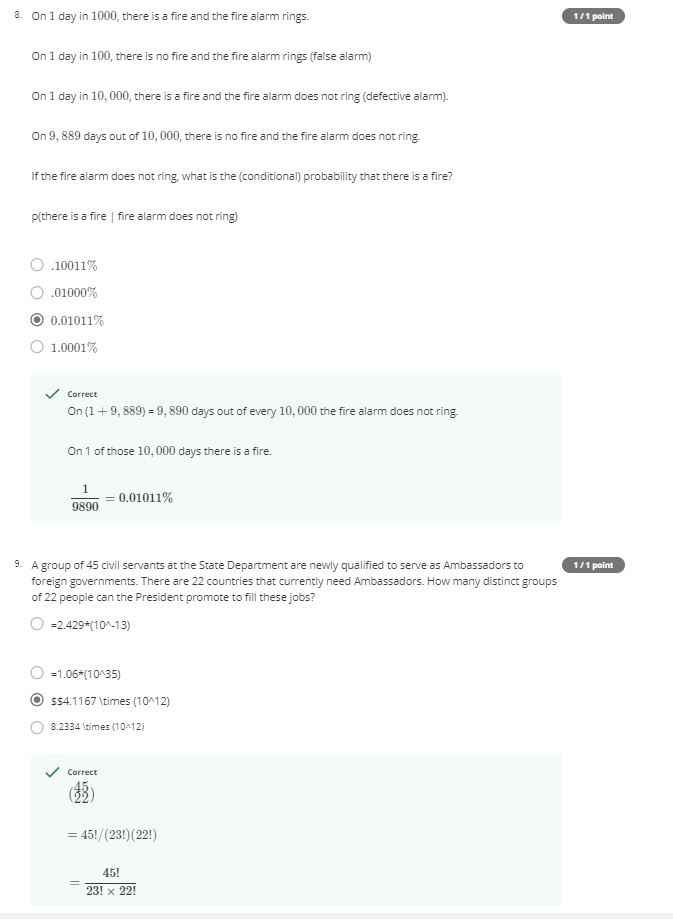 8. On 1 day in 1000, there is a fire and the fire alarm rings.
1 / 1 point
On 1 day in 100, there is no fire and the fire alarm rings (false alarm)
On 1 day in 10, 000, there is a fire and the fire alarm does not ring (defective alarm).
On 9, 889 days out of 10, 000, there is no fire and the fire alarm does not ring.
If the fire alarm does not ring, what is the (conditional) probability that there is a fire?
p(there is a fire | fire alarm does not ring)
.10011%
.01000%
0.01011%
1.0001%
Correct
On (1 + 9, 889) = 9, 890 days out of every 10, 000 the fire alarm does not ring.
On 1 of those 10, 000 days there is a fire.
1
9890
= 0.01011%
9. A group of 45 civil servants at the State Department are newly qualified to serve as Ambassadors to
1 / 1 point
foreign governments. There are 22 countries that currently need Ambassadors. How many distinct groups
of 22 people can the President promote to fill these jobs?
=2.429*(10^-13)
=1.06*(10^35)
$$4.1167 \times (10^12)
8.2334 \times (10^12)
Correct
(45
22)
= 45!/(23!)(22!)
= 45!
23! × 22!